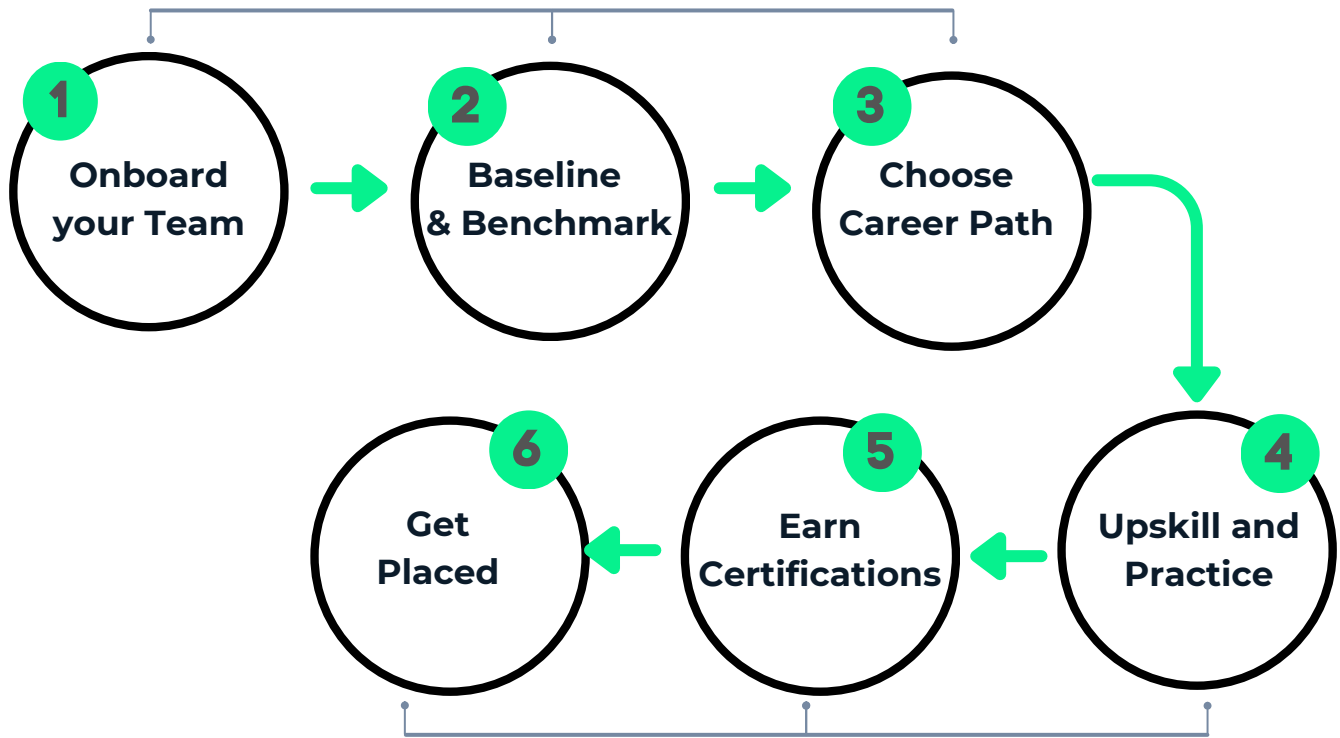 1
Onboard
your Team
2
Baseline
& Benchmark
3
Choose
Career Path
4
Upskill and
Practice
5
Earn
Certifications
6
Get
Placed